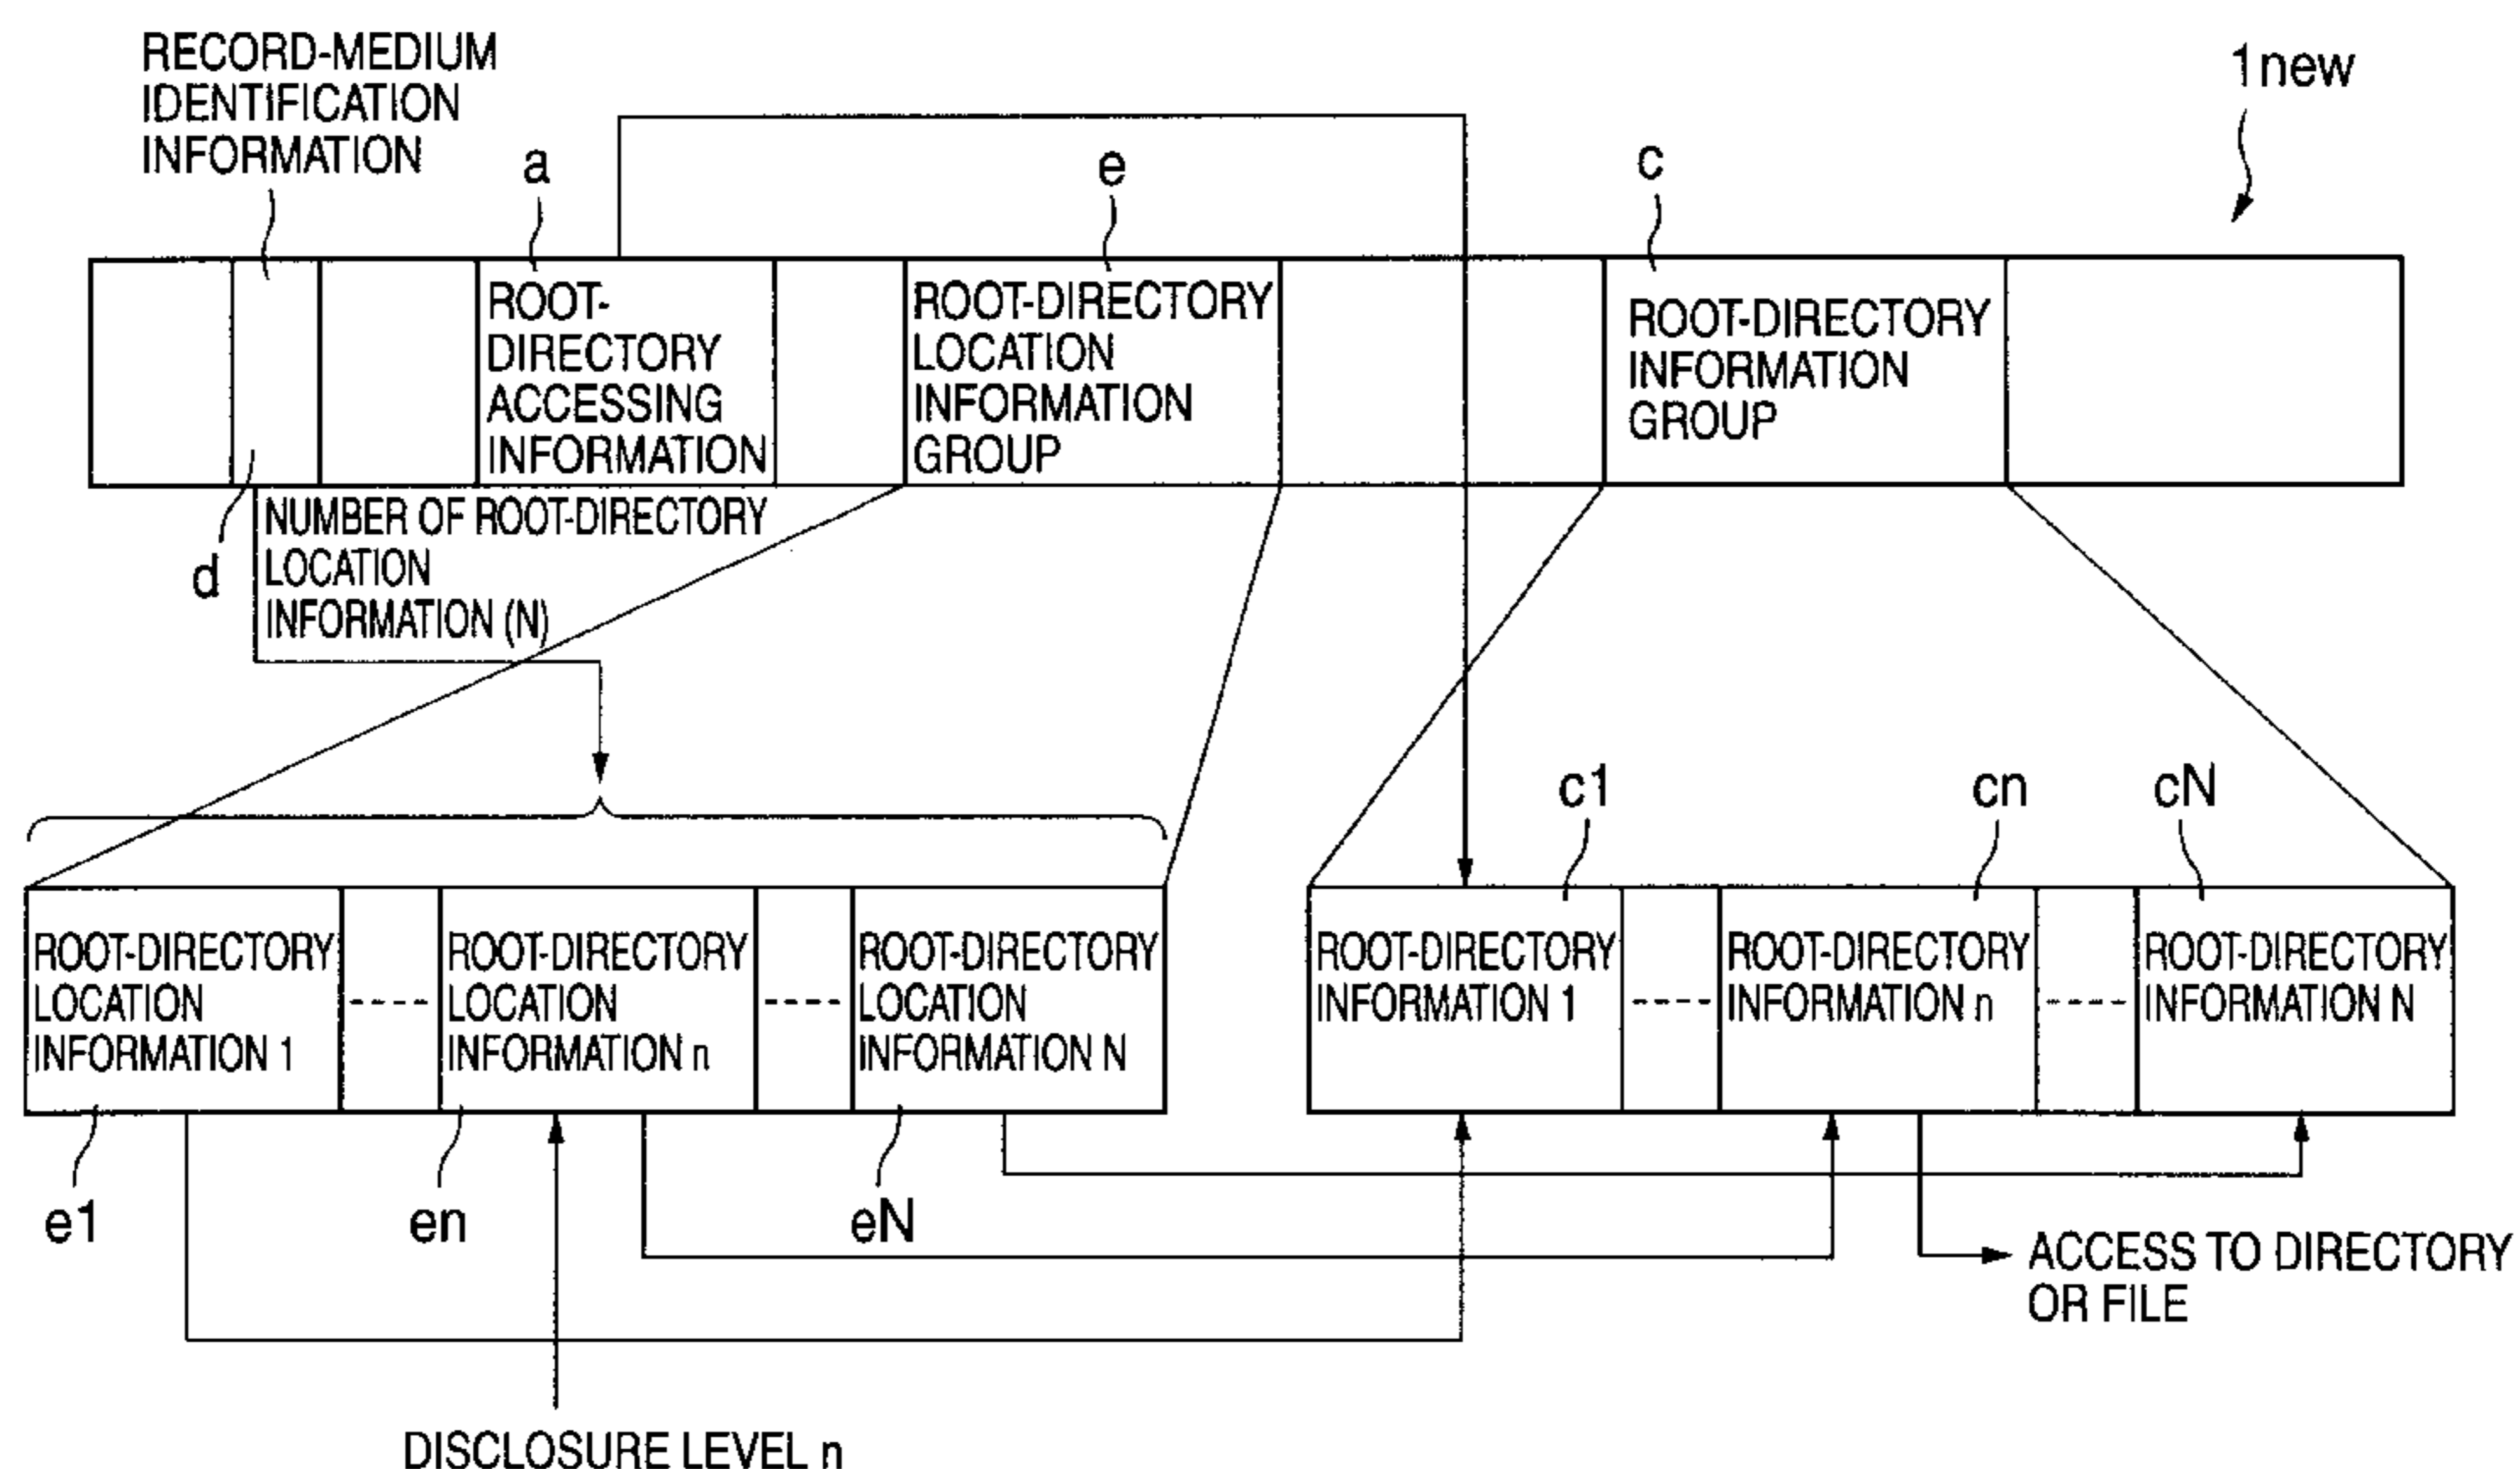 RECORD-MEDIUM
IDENTIFICATION
INFORMATION
a
e
c
1new
ROOT-
DIRECTORY
ACCESSING
INFORMATION
ROOT-DIRECTORY
LOCATION
INFORMATION
GROUP
ROOT-DIRECTORY
INFORMATION
GROUP
d
NUMBER OF ROOT-DIRECTORY
LOCATION
INFORMATION (N)
c1
cn
cN
ROOT-DIRECTORY
LOCATION
INFORMATION 1
ROOT-DIRECTORY
LOCATION
INFORMATION n
ROOT-DIRECTORY
LOCATION
INFORMATION N
ROOT-DIRECTORY
INFORMATION 1
ROOT-DIRECTORY
INFORMATION n
ROOT-DIRECTORY
INFORMATION N
e1
en
eN
ACCESS TO DIRECTORY
OR FILE
DISCLOSURE LEVEL n